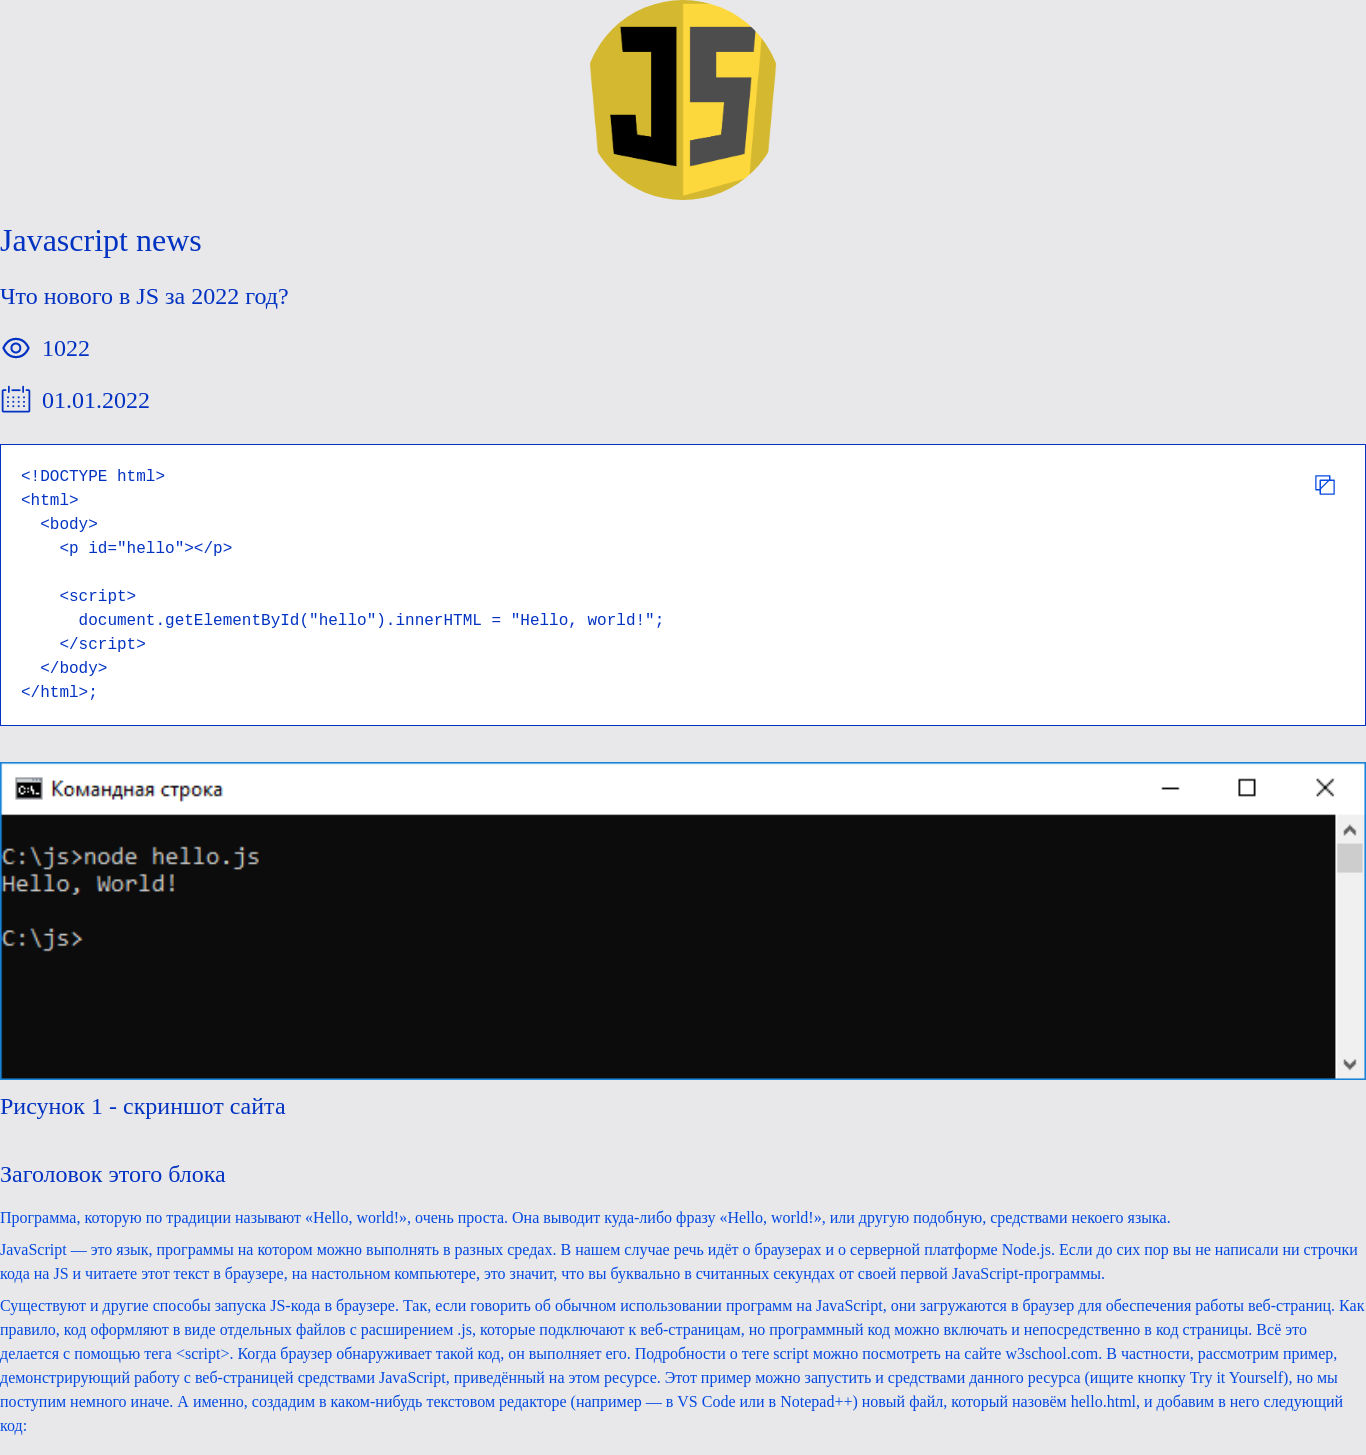 JS
Javascript news
Что нового в JS за 2022 год?
1022
01.01.2022
<!DOCTYPE html>
<html>
  <body>
    <p id="hello"></p>

    <script>
      document.getElementById("hello").innerHTML = "Hello, world!";
    </script>
  </body>
</html>;
C:\. Командная строка
C:\js>node hello.js
Hello, World!
C:\js>
Рисунок 1 - скриншот сайта
Заголовок этого блока
Программа, которую по традиции называют «Hello, world!», очень проста. Она выводит куда-либо фразу «Hello, world!», или другую подобную, средствами некоего языка.
JavaScript — это язык, программы на котором можно выполнять в разных средах. В нашем случае речь идёт о браузерах и о серверной платформе Node.js. Если до сих пор вы не написали ни строчки
кода на JS и читаете этот текст в браузере, на настольном компьютере, это значит, что вы буквально в считанных секундах от своей первой JavaScript-программы.
Существуют и другие способы запуска JS-кода в браузере. Так, если говорить об обычном использовании программ на JavaScript, они загружаются в браузер для обеспечения работы веб-страниц. Как
правило, код оформляют в виде отдельных файлов с расширением .js, которые подключают к веб-страницам, но программный код можно включать и непосредственно в код страницы. Всё это
делается с помощью тега <script>. Когда браузер обнаруживает такой код, он выполняет его. Подробности о теге script можно посмотреть на сайте w3school.com. В частности, рассмотрим пример,
демонстрирующий работу с веб-страницей средствами JavaScript, приведённый на этом ресурсе. Этот пример можно запустить и средствами данного ресурса (ищите кнопку Try it Yourself), но мы
поступим немного иначе. А именно, создадим в каком-нибудь текстовом редакторе (например — в VS Code или в Notepad++) новый файл, который назовём hello.html, и добавим в него следующий
код: